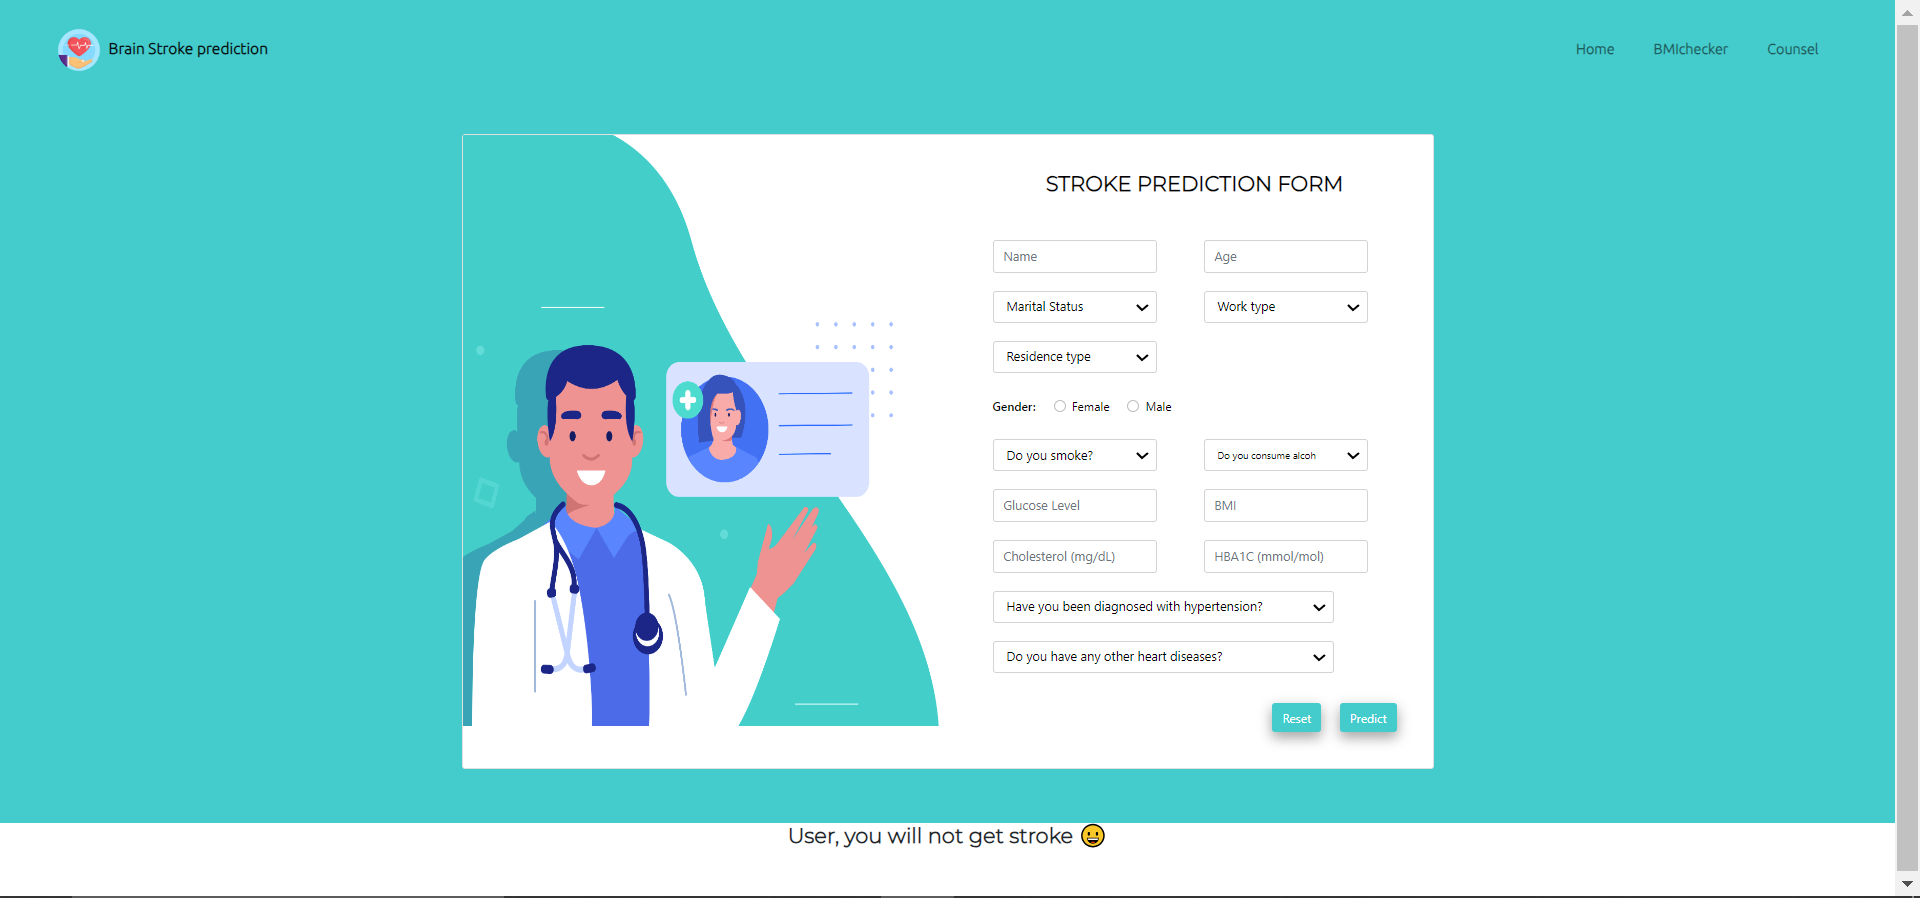 Brain Stroke prediction
Home BMIchecker Counsel
STROKE PREDICTION FORM
Name Age
Marital Status Work type
Residence type
Gender: Female Male
Do you smoke? Do you consume alcoh
Glucose Level BMI
Cholesterol (mg/dL) HBA1C (mmol/mol)
Have you been diagnosed with hypertension?
Do you have any other heart diseases?
Reset Predict
User, you will not get stroke 😀